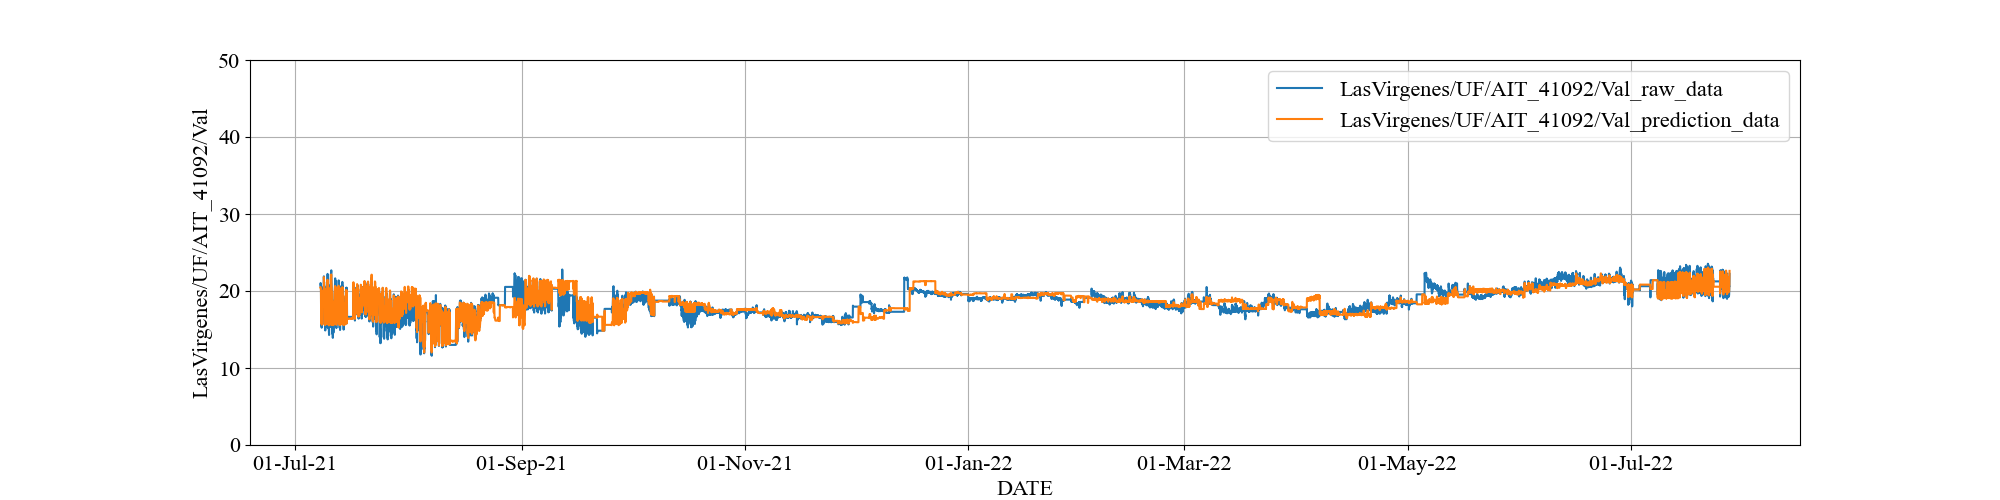 50
40
30
20
10
0
LasVirgenes/UF/AIT_41092/Val
LasVirgenes/UF/AIT_41092/Val_raw_data
LasVirgenes/UF/AIT_41092/Val_prediction_data
01-Jul-21
01-Sep-21
01-Nov-21
01-Jan-22
01-Mar-22
01-May-22
01-Jul-22
DATE